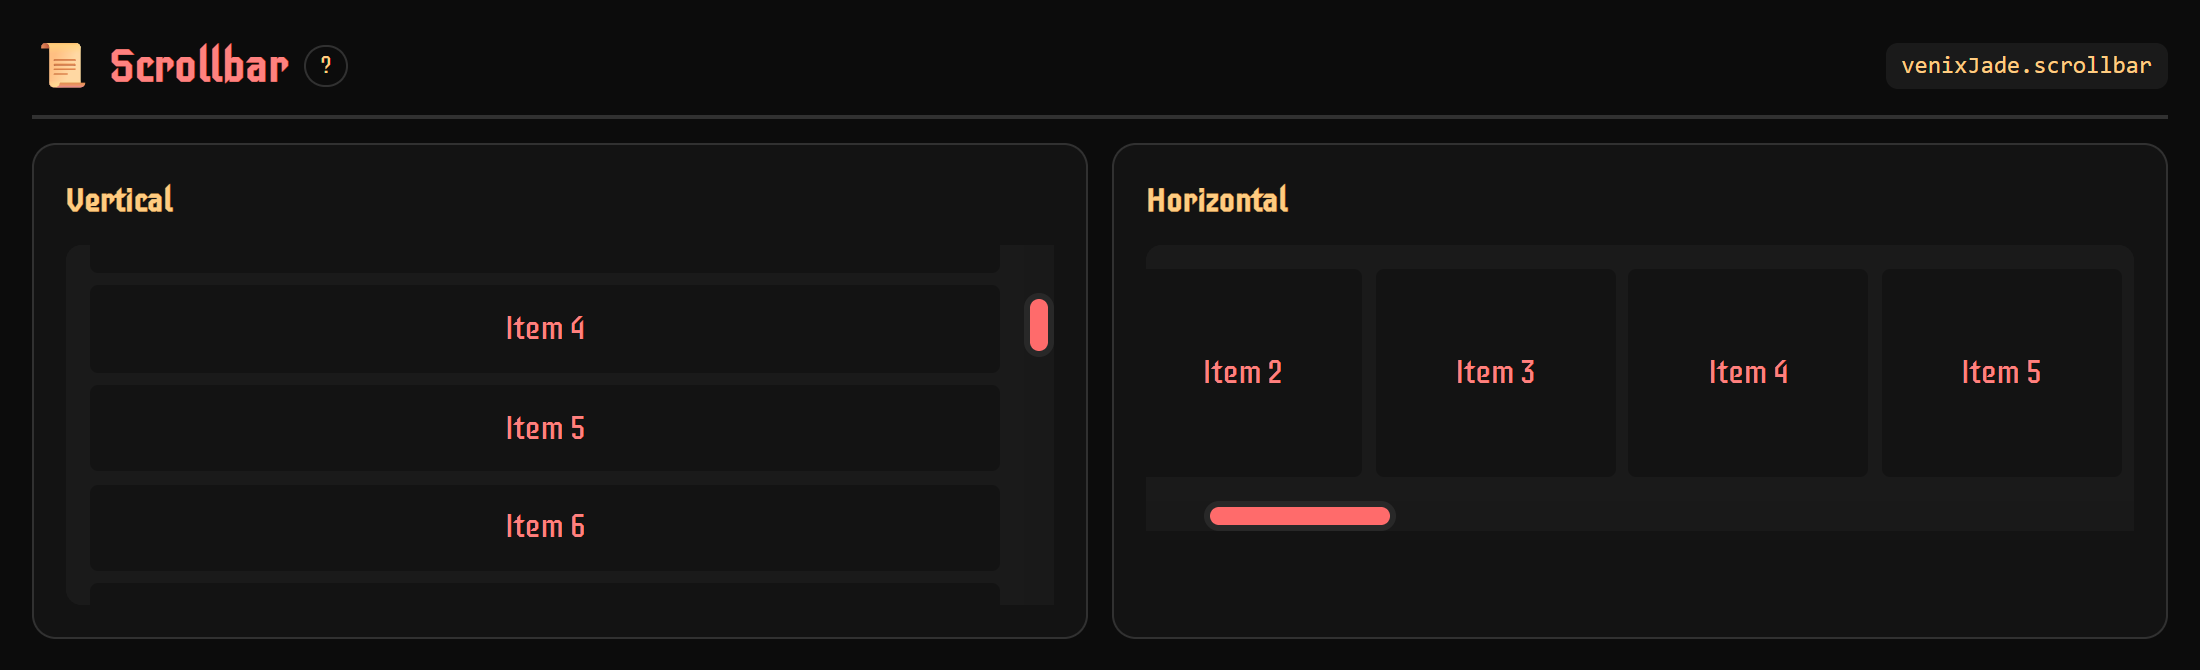 Scrollbar ?
venixJade.scrollbar
Vertical
Item 4
Item 5
Item 6
Horizontal
Item 2 Item 3 Item 4 Item 5